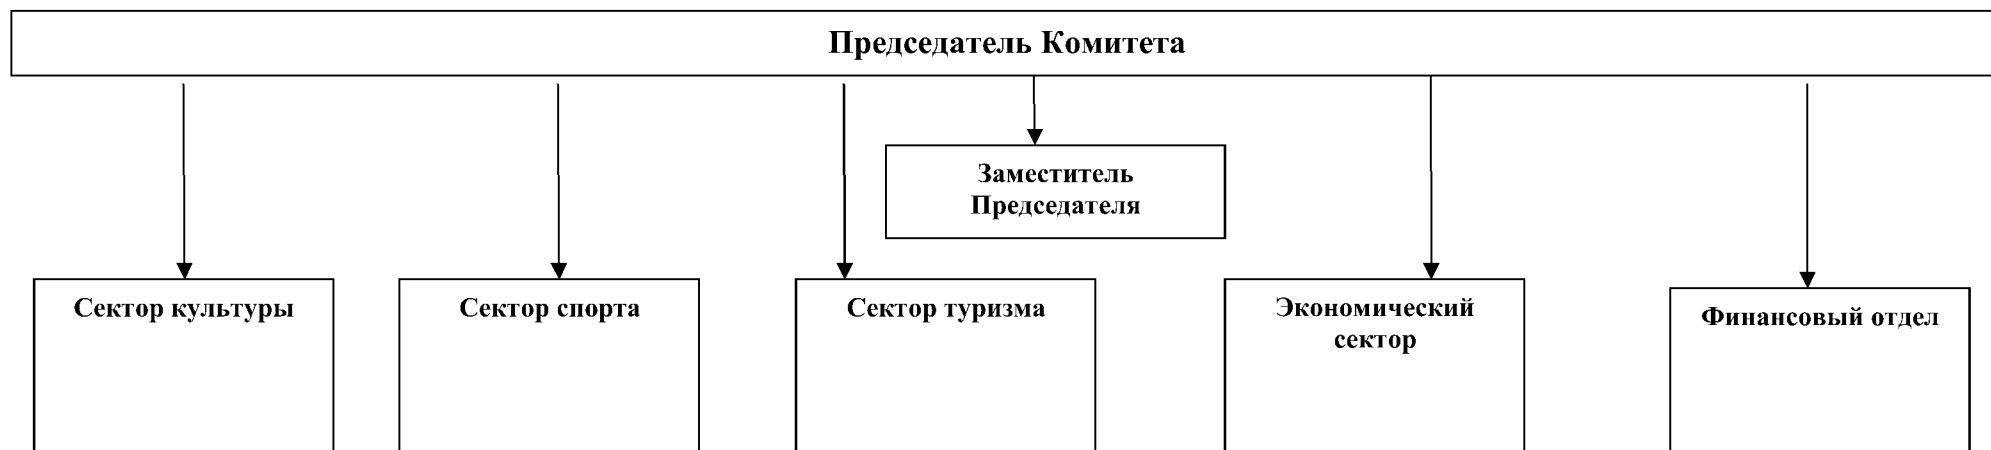 Председатель Комитета
Заместитель
Председателя
Сектор культуры
Сектор спорта
Сектор туризма
Экономический
сектор
Финансовый отдел